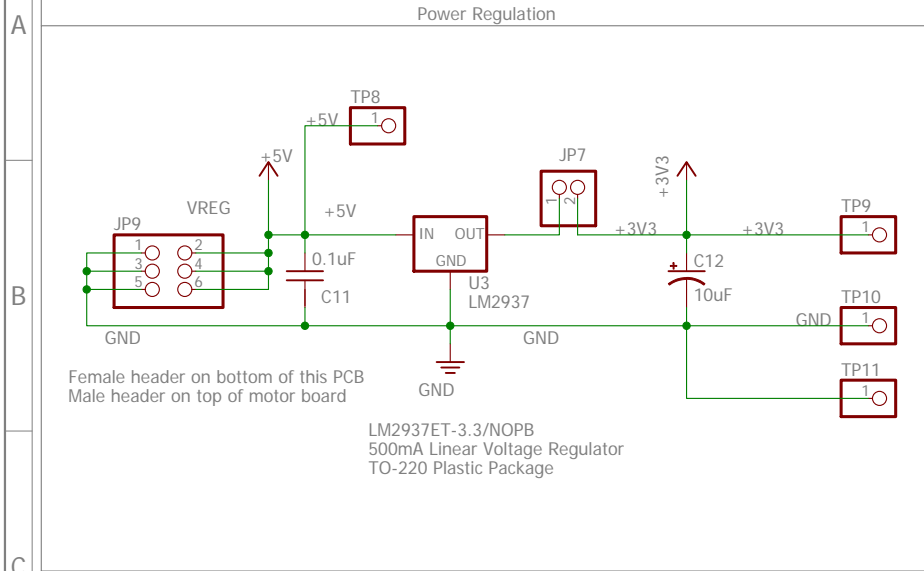 A
Power Regulation
TP8
+5V
1
+5V
JP7
+3V3
VREG
+5V
1
2
TP9
JP9
1
2
IN
OUT
+3V3
+3V3
1
3
4
0.1uF
GND
C12
5
6
C11
U3
10uF
B
LM2937
TP10
GND
1
GND
GND
TP11
Female header on bottom of this PCB
GND
1
Male header on top of motor board
LM2937ET-3.3/NOPB
500mA Linear Voltage Regulator
TO-220 Plastic Package
C